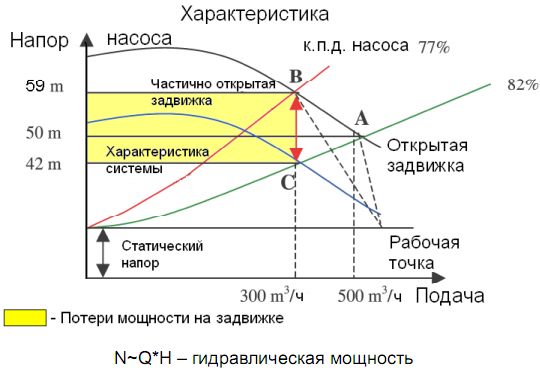 Характеристика
Напор насоса
к.п.д. насоса 77%
59 m
Частично открытая
задвижка
B
82%
50 m
A
Открытая
задвижка
Характеристика
системы
42 m
C
Статический
напор
Рабочая
точка
300 m³/ч 500 m³/ч Подача
- Потери мощности на задвижке
N~Q*H – гидравлическая мощность